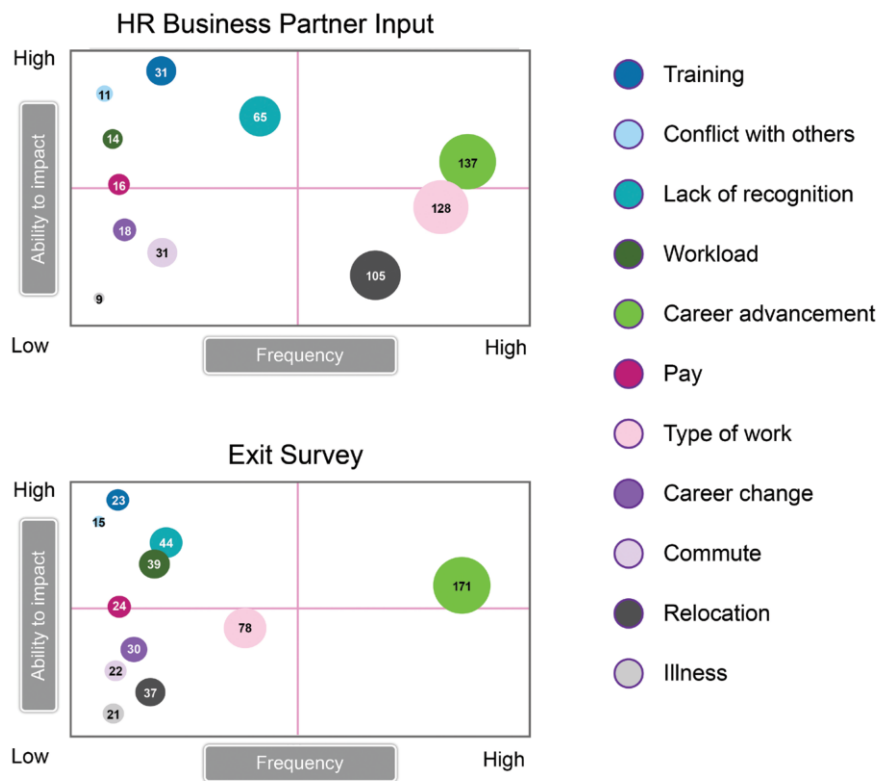 HR Business Partner Input
High
Ability to impact
31
11
65
14
137
16
128
18
31
105
9
Low
Frequency
High
Exit Survey
High
Ability to impact
23
15
44
39
171
24
78
30
22
37
21
Low
Frequency
High
Training
Conflict with others
Lack of recognition
Workload
Career advancement
Pay
Type of work
Career change
Commute
Relocation
Illness